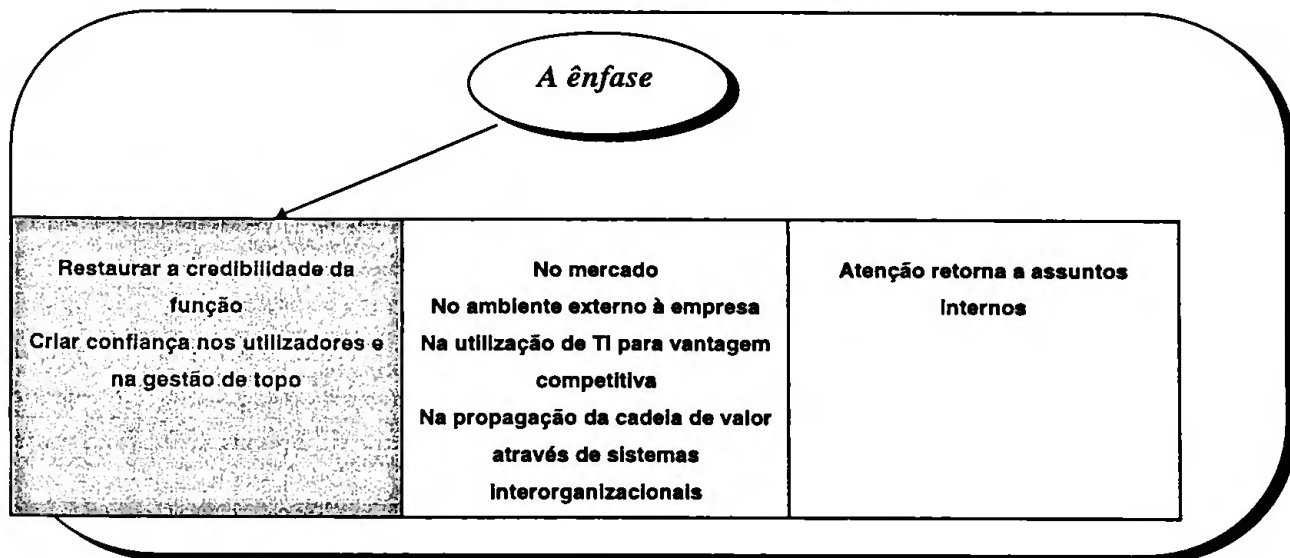 A ênfase
Restaurar a credibilidade da
função
Criar confiança nos utilizadores e
na gestão de topo
No mercado
No ambiente externo à empresa
Na utilização de TI para vantagem
competitiva
Na propagação da cadeia de valor
através de sistemas
interorganizacionais
Atenção retorna a assuntos
internos